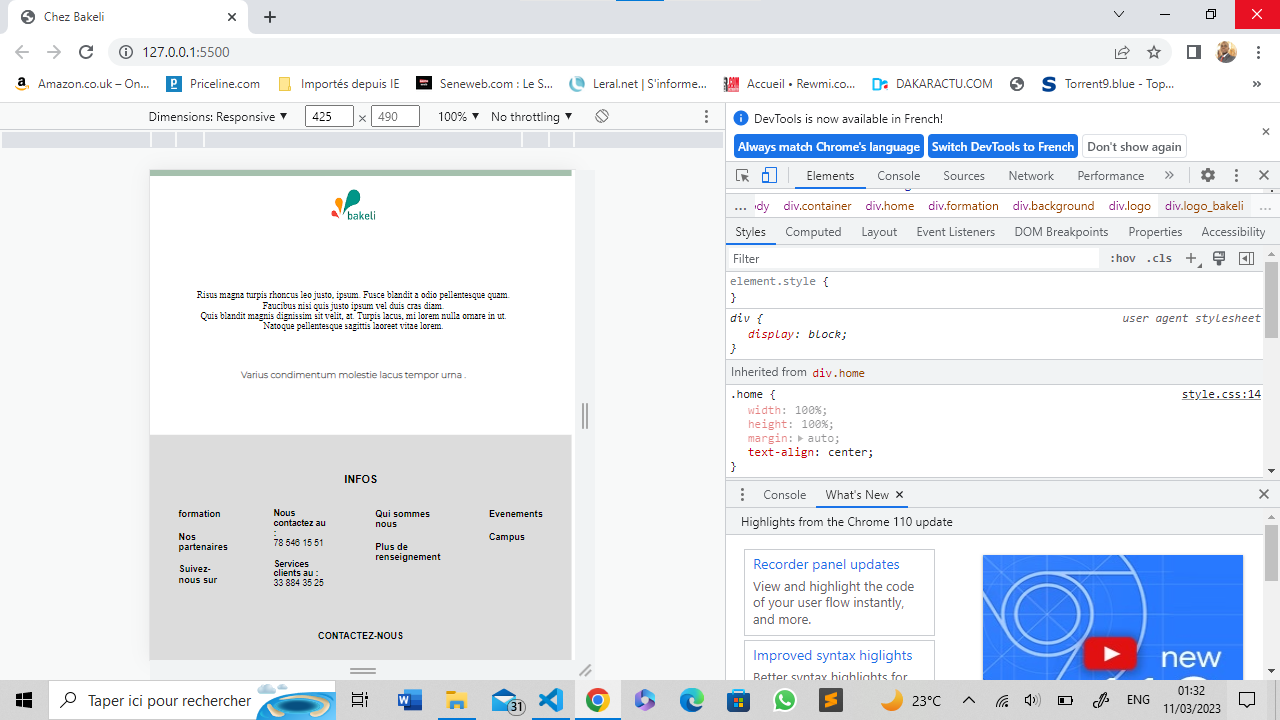 Chez Bakeli
127.0.0.1:5500
Amazon.co.uk – On...
Priceline.com
Importés depuis IE
Seneweb.com : Le S...
Leral.net | S'informe...
Accueil • Rewmi.co...
DAKARACTU.COM
Torrent9.blue - Top...
»
Dimensions: Responsive ▼ 425 × 490 100% ▼ No throttling ▼
DevTools is now available in French!
Always match Chrome's language
Switch DevTools to French
Don't show again
Elements Console Sources Network Performance »
... dy div.container div.home div.formation div.background div.logo div.logo_bakeli ...
Styles Computed Layout Event Listeners DOM Breakpoints Properties Accessibility
Filter :hov .cls
element.style {
}
div { user agent stylesheet
display: block;
}
Inherited from div.home
.home { style.css:14
width: 100%;
height: 100%;
margin: auto;
text-align: center;
}
Console What's New
Highlights from the Chrome 110 update
Recorder panel updates
View and highlight the code
of your user flow instantly,
and more.
Improved syntax higlights
Better syntax highlights for
new
bakeli
Risus magna turpis rhoncus leo justo, ipsum. Fusce blandit a odio pellentesque quam.
Faucibus nisi quis justo ipsum vel duis cras diam.
Quis blandit magnis dignissim sit velit, at. Turpis lacus, mi lorem nulla ornare in ut.
Natoque pellentesque sagittis laoreet vitae lorem.
Varius condimentum molestie lacus tempor urna .
INFOS
formation
Nos
partenaires
Suivez-
nous sur
Nous
contactez au
:
78 546 15 51
Services
clients au :
33 884 35 25
Qui sommes
nous
Plus de
renseignement
Evenements
Campus
CONTACTEZ-NOUS
Taper ici pour rechercher
31
23°C
ENG
01:32
11/03/2023